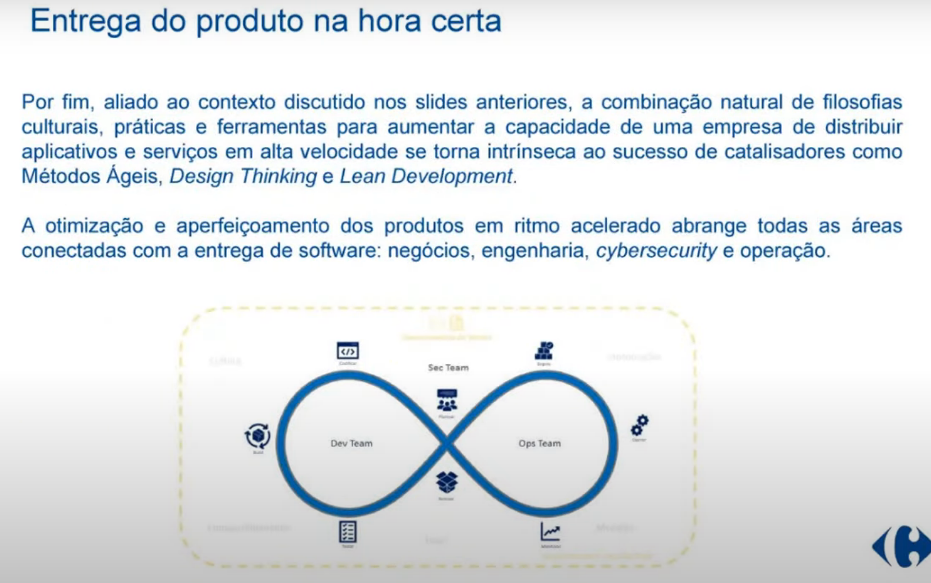 Entrega do produto na hora certa
Por fim, aliado ao contexto discutido nos slides anteriores, a combinação natural de filosofias
culturais, práticas e ferramentas para aumentar a capacidade de uma empresa de distribuir
aplicativos e serviços em alta velocidade se torna intrínseca ao sucesso de catalisadores como
Métodos Ágeis, Design Thinking e Lean Development.
A otimização e aperfeiçoamento dos produtos em ritmo acelerado abrange todas as áreas
conectadas com a entrega de software: negócios, engenharia, cybersecurity e operação.
Sec Team
Dev Team
Ops Team